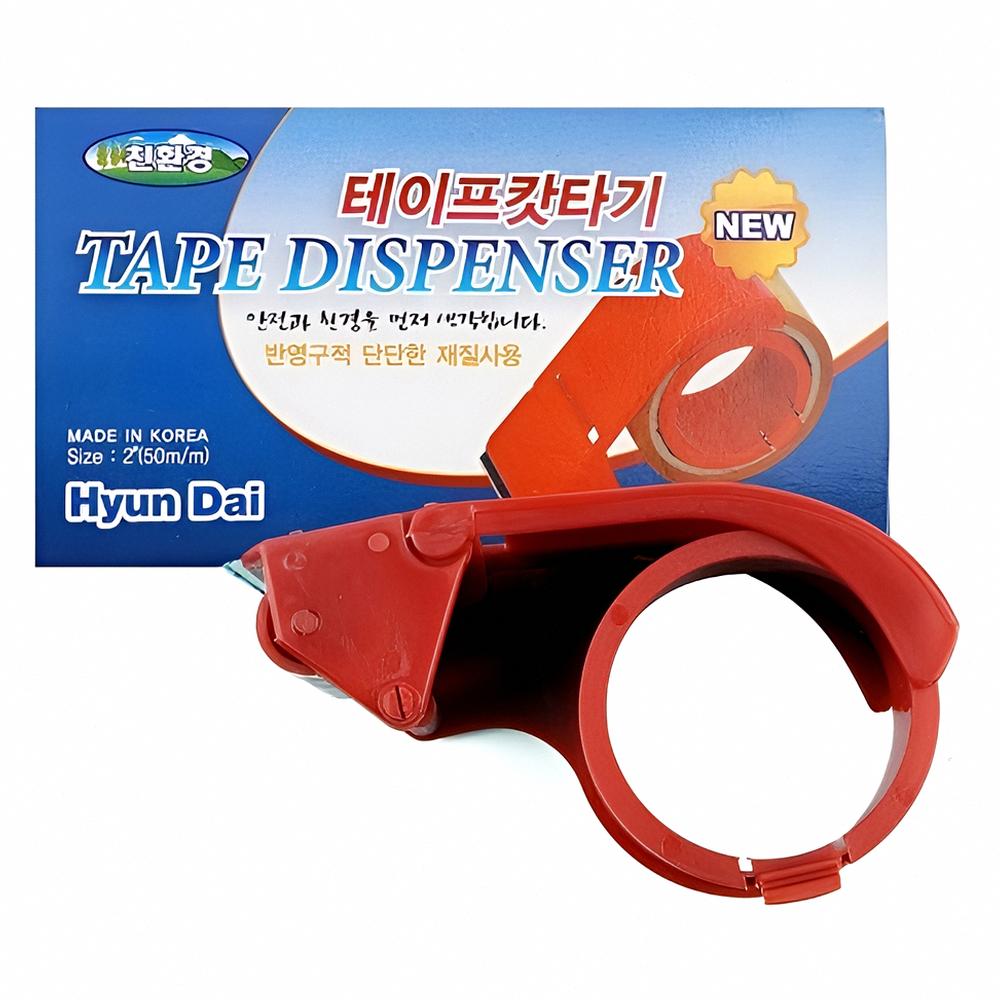 친환경
테이프캇타기
NEW
TAPE DISPENSER
안전과 친경을 먼저 생각합니다.
반영구적 단단한 재질사용
MADE IN KOREA
Size : 2"(50m/m)
Hyun Dai